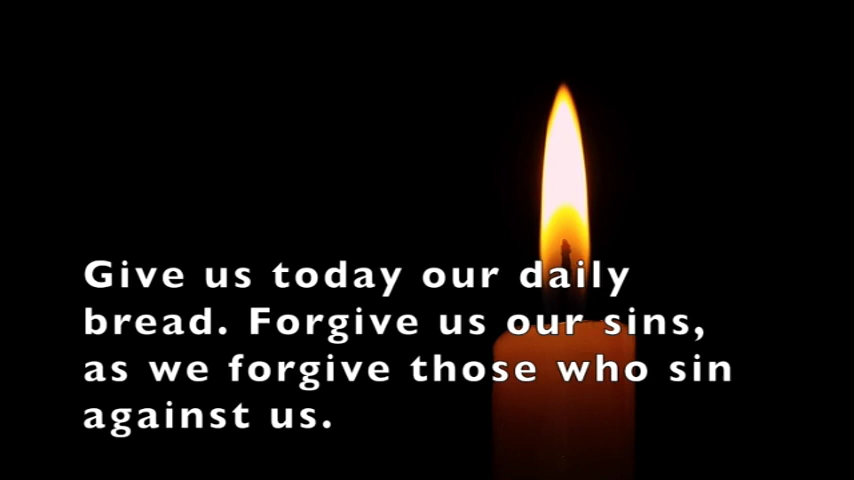 Give us today our daily
bread. Forgive us our sins,
as we forgive those who sin
against us.